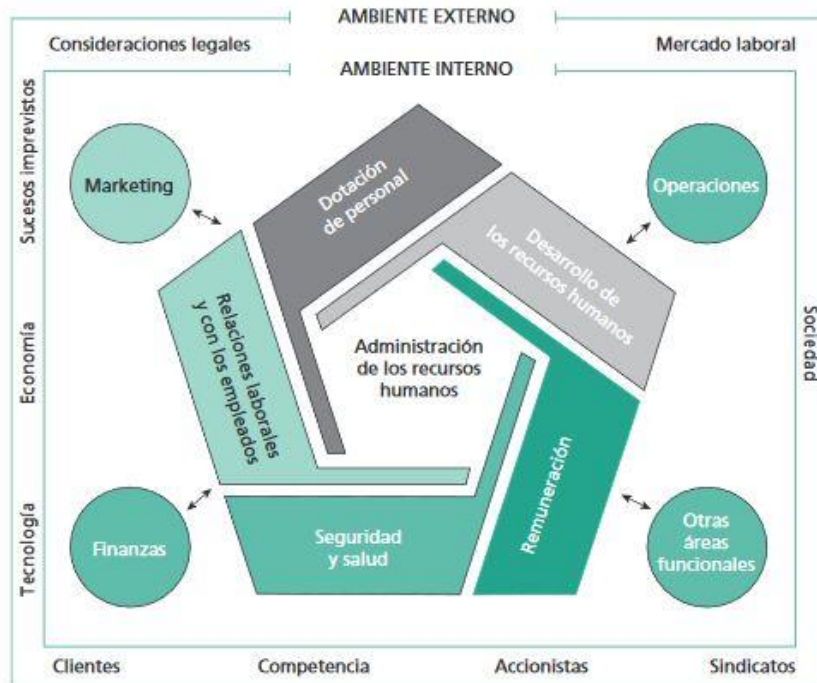 AMBIENTE EXTERNO
Consideraciones legales
Mercado laboral
AMBIENTE INTERNO
Sucesos imprevistos
Economía
Tecnología
Marketing
Dotación
de personal
Operaciones
Desarrollo de
los recursos humanos
Relaciones laborales
y con los empleados
Administración
de los recursos
humanos
Sociedad
Remuneración
Finanzas
Seguridad
y salud
Otras
áreas
funcionales
Clientes
Competencia
Accionistas
Sindicatos